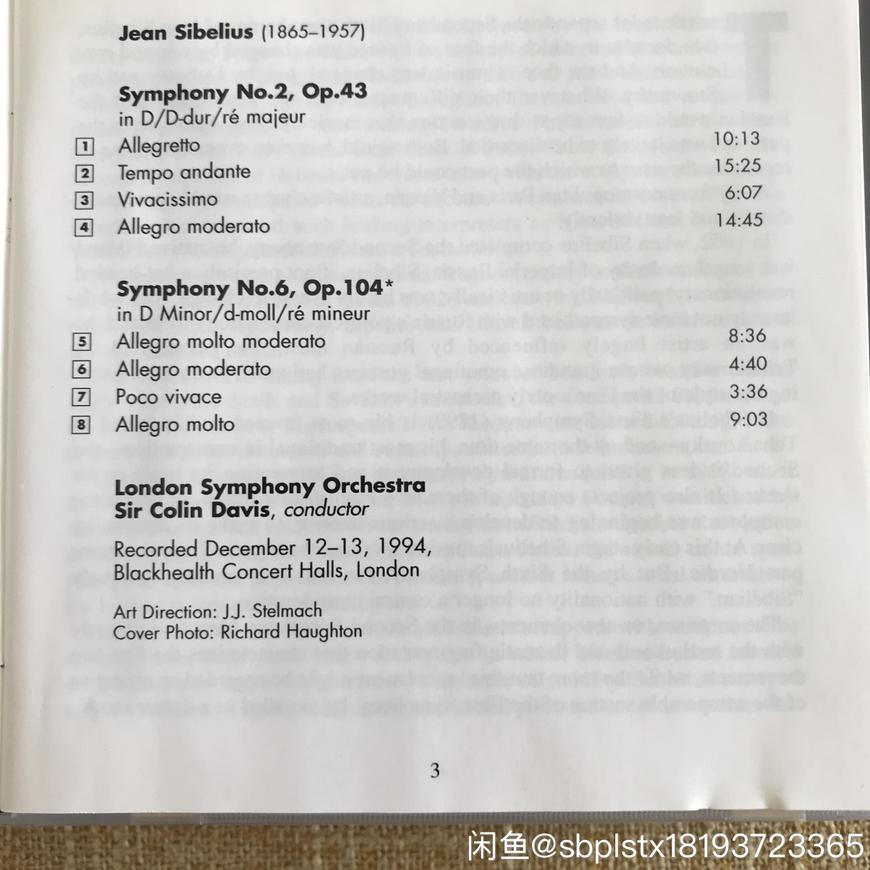 Jean Sibelius (1865–1957)
Symphony No.2, Op.43
in D/D-dur/ré majeur
1 Allegretto 10:13
2 Tempo andante 15:25
3 Vivacissimo 6:07
4 Allegro moderato 14:45
Symphony No.6, Op.104*
in D Minor/d-moll/ré mineur
5 Allegro molto moderato 8:36
6 Allegro moderato 4:40
7 Poco vivace 3:36
8 Allegro molto 9:03
London Symphony Orchestra
Sir Colin Davis, conductor
Recorded December 12–13, 1994,
Blackhealth Concert Halls, London
Art Direction: J.J. Stelmach
Cover Photo: Richard Haughton
3
闲鱼@sbplstx18193723365